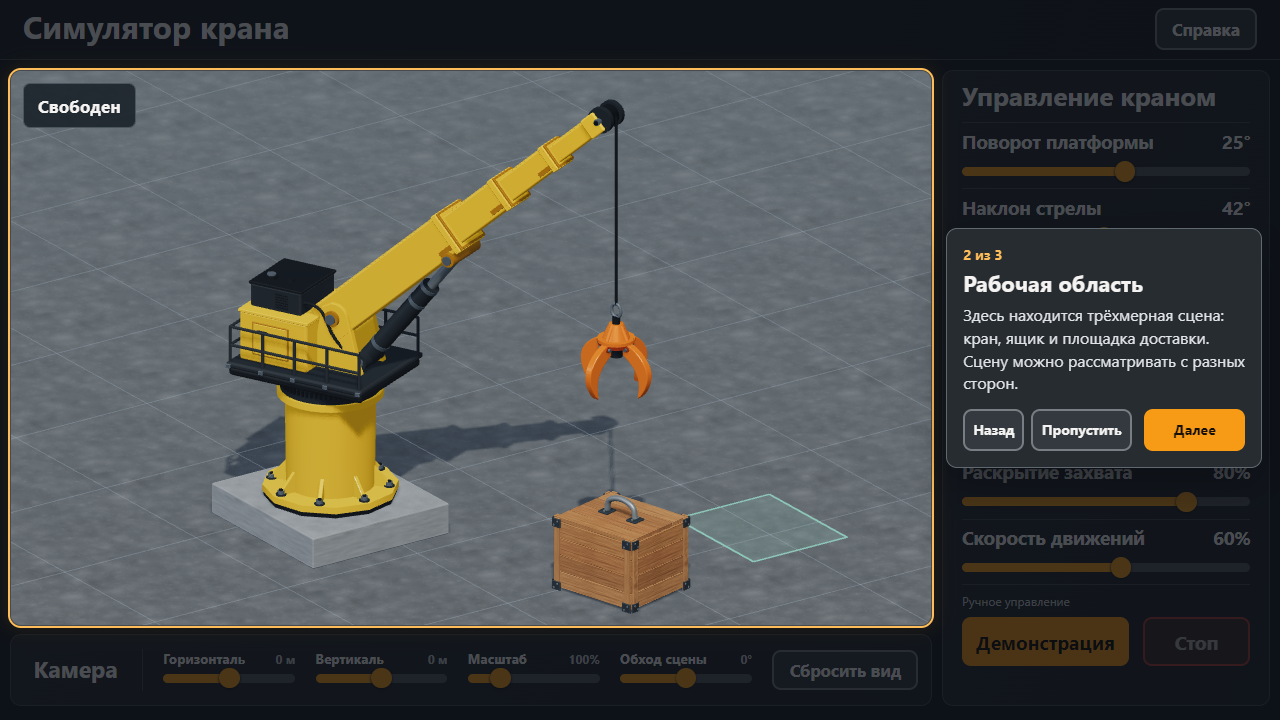 Симулятор крана
Справка
Свободен
Управление краном
Поворот платформы 25°
Наклон стрелы 42°
2 из 3
Рабочая область
Здесь находится трёхмерная сцена:
кран, ящик и площадка доставки.
Сцену можно рассматривать с разных
сторон.
Назад Пропустить Далее
Раскрытие захвата 80%
Скорость движений 60%
Ручное управление
Демонстрация Стоп
Камера
Горизонталь 0 м
Вертикаль 0 м
Масштаб 100%
Обход сцены 0°
Сбросить вид